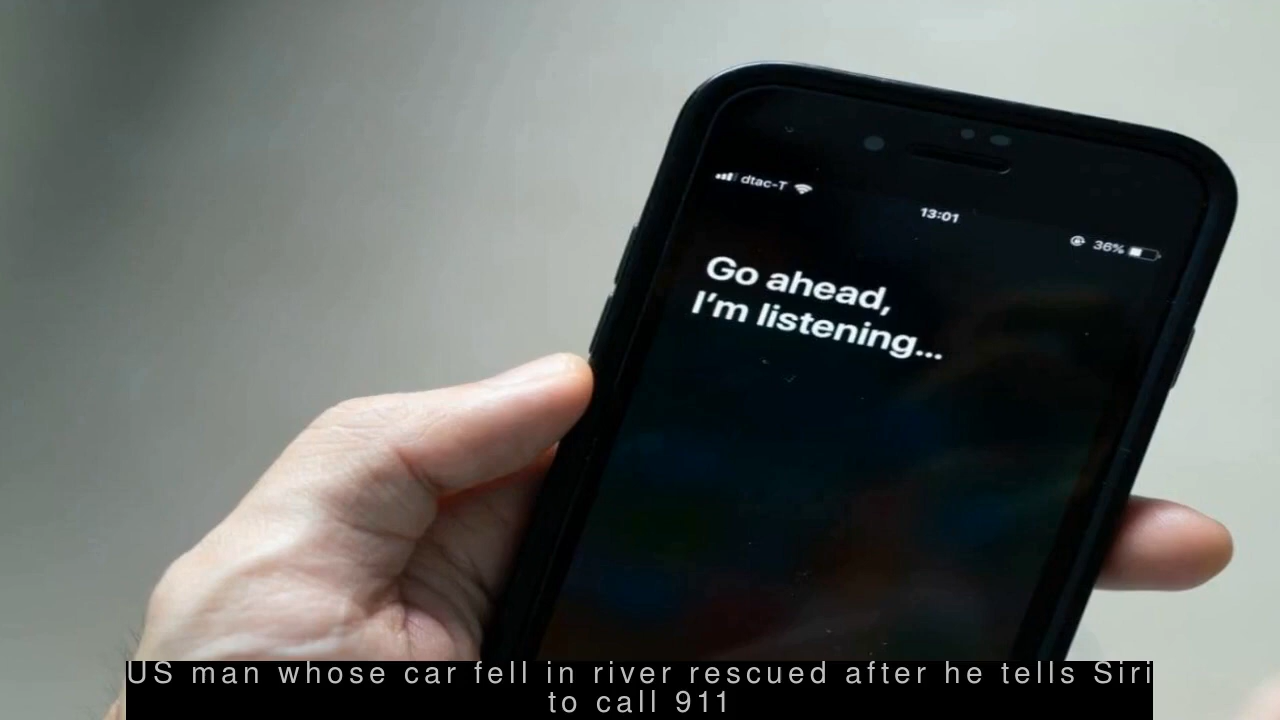 dtac-T
13:01
36%
Go ahead,
I'm listening...
US man whose car fell in river rescued after he tells Siri
to call 911